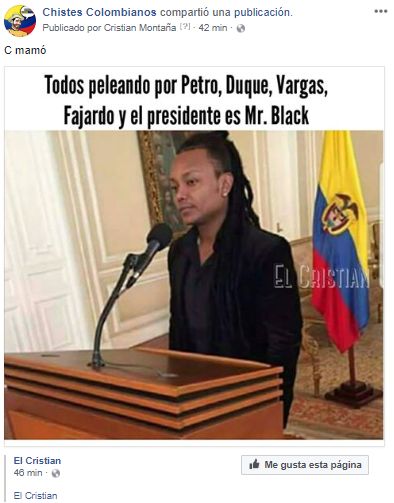 Chistes Colombianos compartió una publicación.
Publicado por Cristian Montaña [?] · 42 min ·
C mamó
Todos peleando por Petro, Duque, Vargas,
Fajardo y el presidente es Mr. Black
EL CRISTIAN
El Cristian
46 min ·
Me gusta esta página
El Cristian